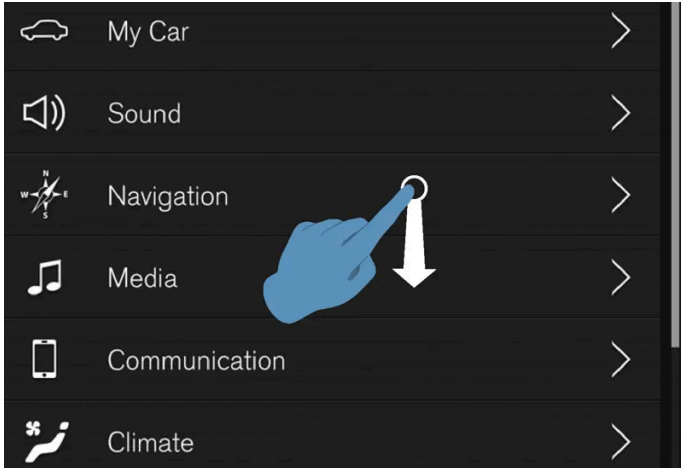 My Car
Sound
N
W E
S
Navigation
Media
Communication
Climate